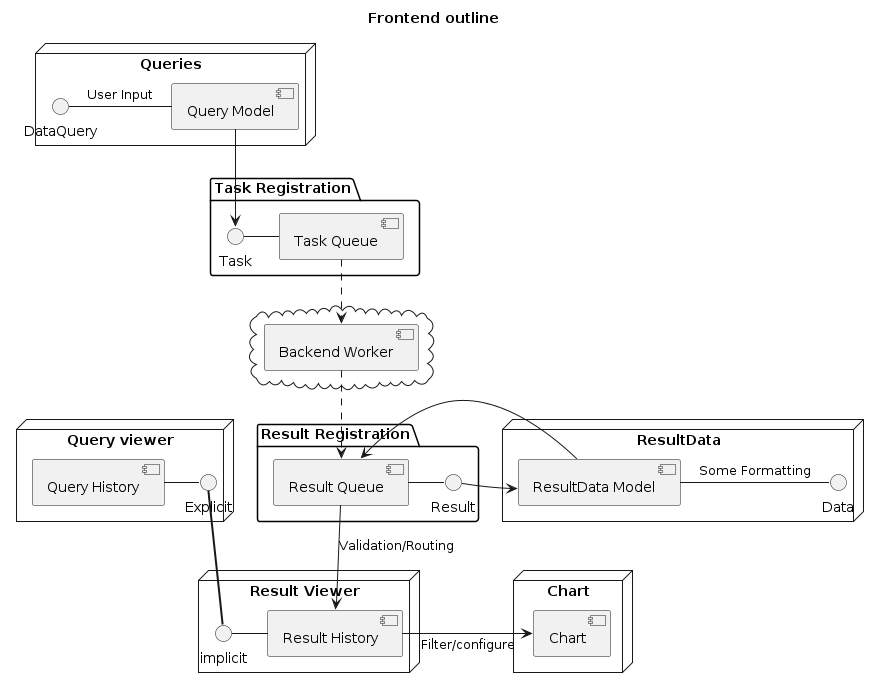 Frontend outline
Queries
User Input
Query Model
DataQuery
Task Registration
Task Queue
Task
Backend Worker
Query viewer
Result Registration
ResultData
Query History
Explicit
Result Queue
Result
ResultData Model
Some Formatting
Data
Validation/Routing
Result Viewer
Chart
Result History
implicit
Filter/configure
Chart